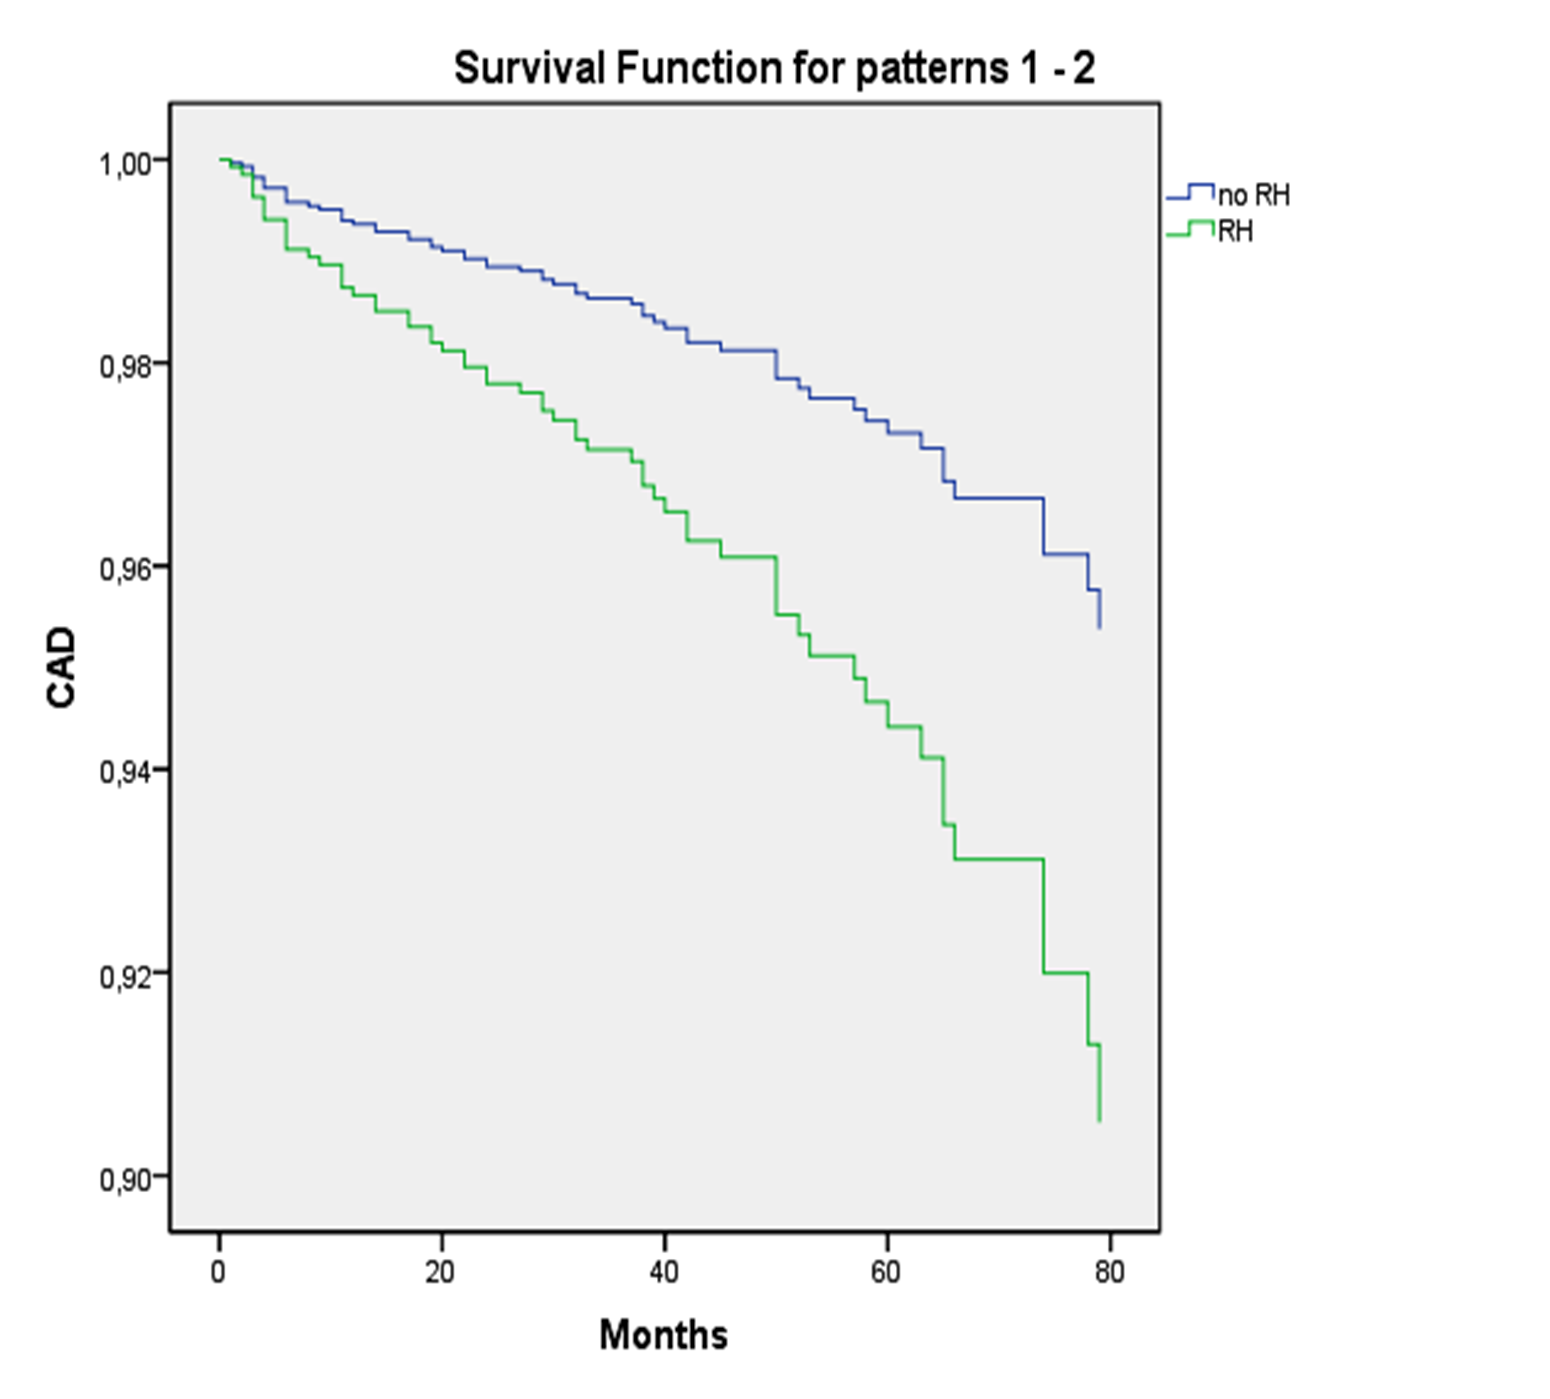 Survival Function for patterns 1 - 2
1,00
0,98
0,96
0,94
0,92
0,90
CAD
0 20 40 60 80
Months
no RH
RH